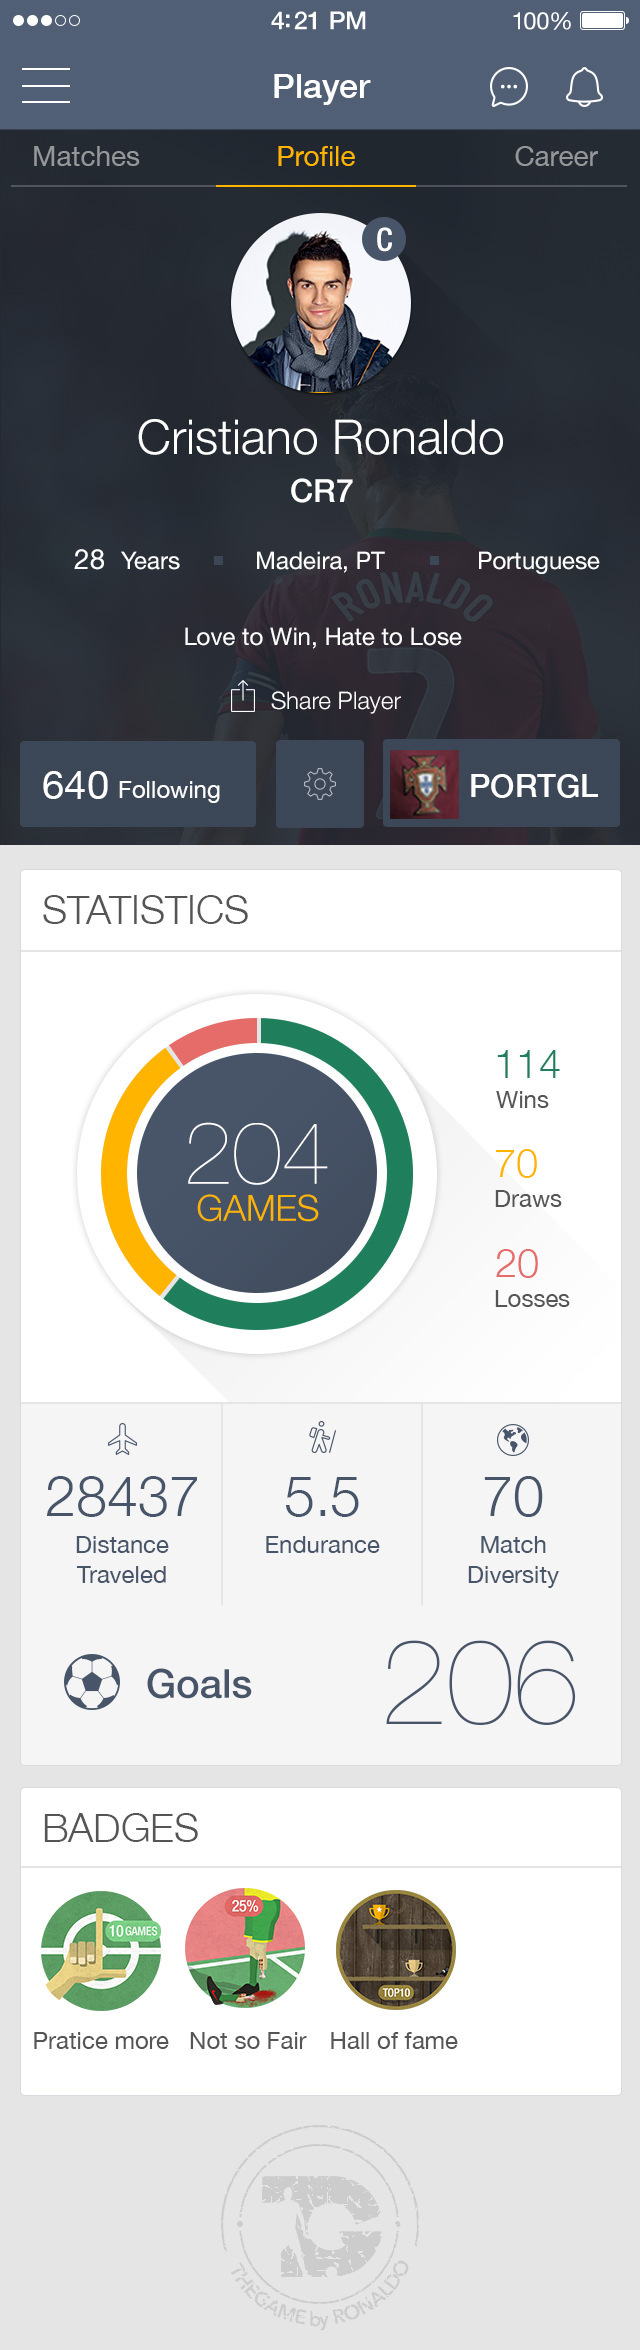 4:21 PM
100%
Player
Matches
Profile
Career
C
Cristiano Ronaldo
CR7
28 Years
Madeira, PT
Portuguese
RONALDO
7
Love to Win, Hate to Lose
Share Player
640 Following
PORTGL
STATISTICS
204
GAMES
114
Wins
70
Draws
20
Losses
28437
Distance
Traveled
5.5
Endurance
70
Match
Diversity
Goals
206
BADGES
10 GAMES
25%
TOP10
Pratice more
Not so Fair
Hall of fame
THEGAME by RONALDO